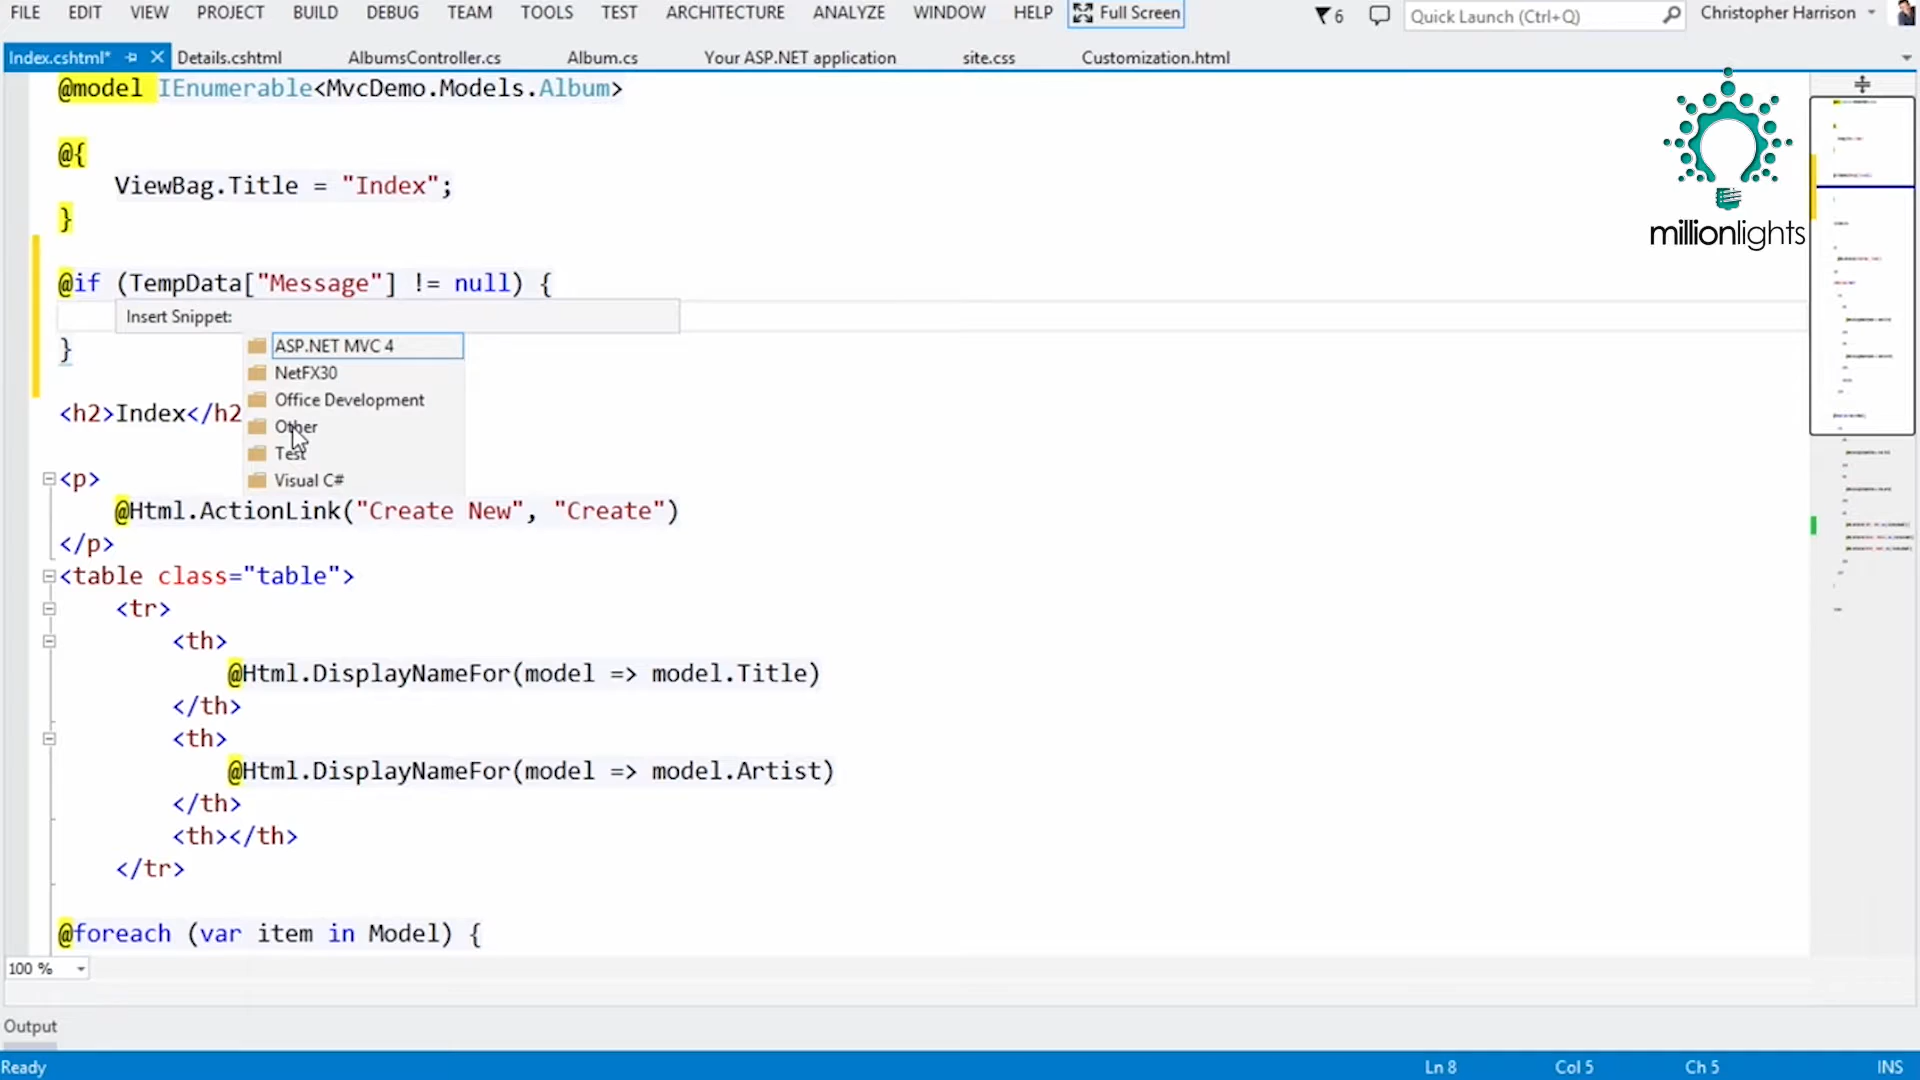 FILE EDIT VIEW PROJECT BUILD DEBUG TEAM TOOLS TEST ARCHITECTURE ANALYZE WINDOW HELP Full Screen 6 Quick Launch (Ctrl+Q) Christopher Harrison
Index.cshtml* Details.cshtml AlbumsController.cs Album.cs Your ASP.NET application site.css Customization.html
@model IEnumerable<MvcDemo.Models.Album>
@{
ViewBag.Title = "Index";
}
millionlights
@if (TempData["Message"] != null) {
Insert Snippet:
ASP.NET MVC 4
}
NetFX30
Office Development
<h2>Index</h2
Other
Test
Visual C#
<p>
@Html.ActionLink("Create New", "Create")
</p>
<table class="table">
<tr>
<th>
@Html.DisplayNameFor(model => model.Title)
</th>
<th>
@Html.DisplayNameFor(model => model.Artist)
</th>
<th></th>
</tr>
@foreach (var item in Model) {
100 %
Output
Ready Ln 8 Col 5 Ch 5 INS